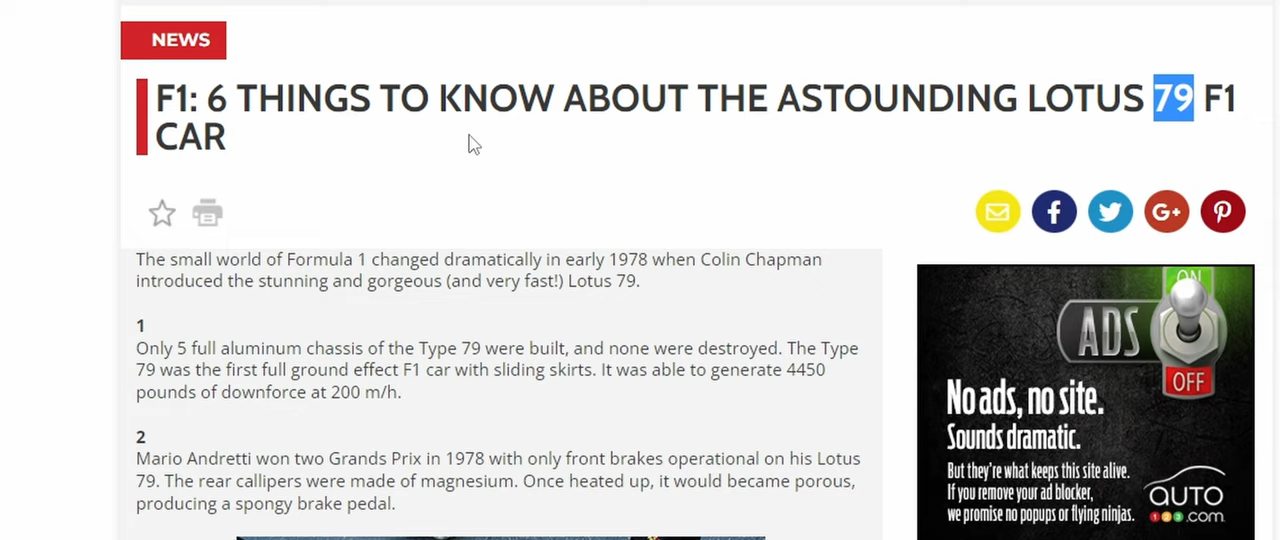 NEWS
F1: 6 THINGS TO KNOW ABOUT THE ASTOUNDING LOTUS 79 F1
CAR
G+
The small world of Formula 1 changed dramatically in early 1978 when Colin Chapman
introduced the stunning and gorgeous (and very fast!) Lotus 79.
1
Only 5 full aluminum chassis of the Type 79 were built, and none were destroyed. The Type
79 was the first full ground effect F1 car with sliding skirts. It was able to generate 4450
pounds of downforce at 200 m/h.
2
Mario Andretti won two Grands Prix in 1978 with only front brakes operational on his Lotus
79. The rear callipers were made of magnesium. Once heated up, it would became porous,
producing a spongy brake pedal.
ON
ADS
OFF
No ads, no site.
Sounds dramatic.
But they're what keeps this site alive.
If you remove your ad blocker,
we promise no popups or flying ninjas.
auto
123.com